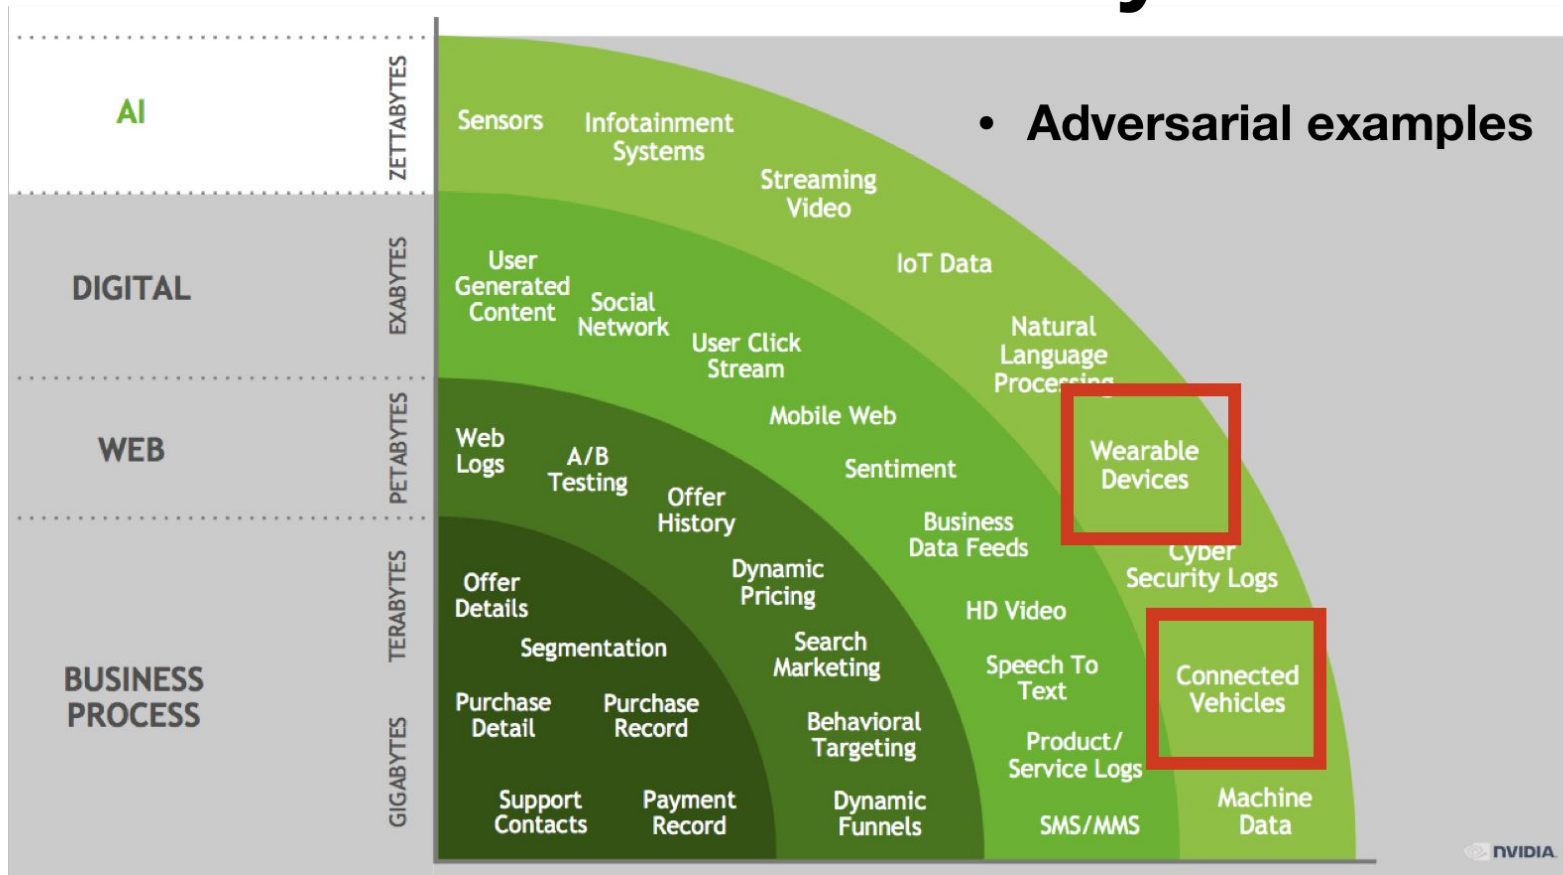 AI
ZETTABYTES
DIGITAL
EXABYTES
WEB
PETABYTES
BUSINESS
PROCESS
TERABYTES
GIGABYTES
• Adversarial examples
Sensors
Infotainment
Systems
Streaming
Video
IoT Data
Natural
Language
Processing
Wearable
Devices
Cyber
Security Logs
Connected
Vehicles
Machine
Data
User
Generated
Content
Social
Network
User Click
Stream
Mobile Web
Sentiment
Business
Data Feeds
HD Video
Speech To
Text
Product/
Service Logs
SMS/MMS
Web
Logs
A/B
Testing
Offer
History
Dynamic
Pricing
Search
Marketing
Behavioral
Targeting
Dynamic
Funnels
Offer
Details
Segmentation
Purchase
Detail
Purchase
Record
Support
Contacts
Payment
Record
NVIDIA